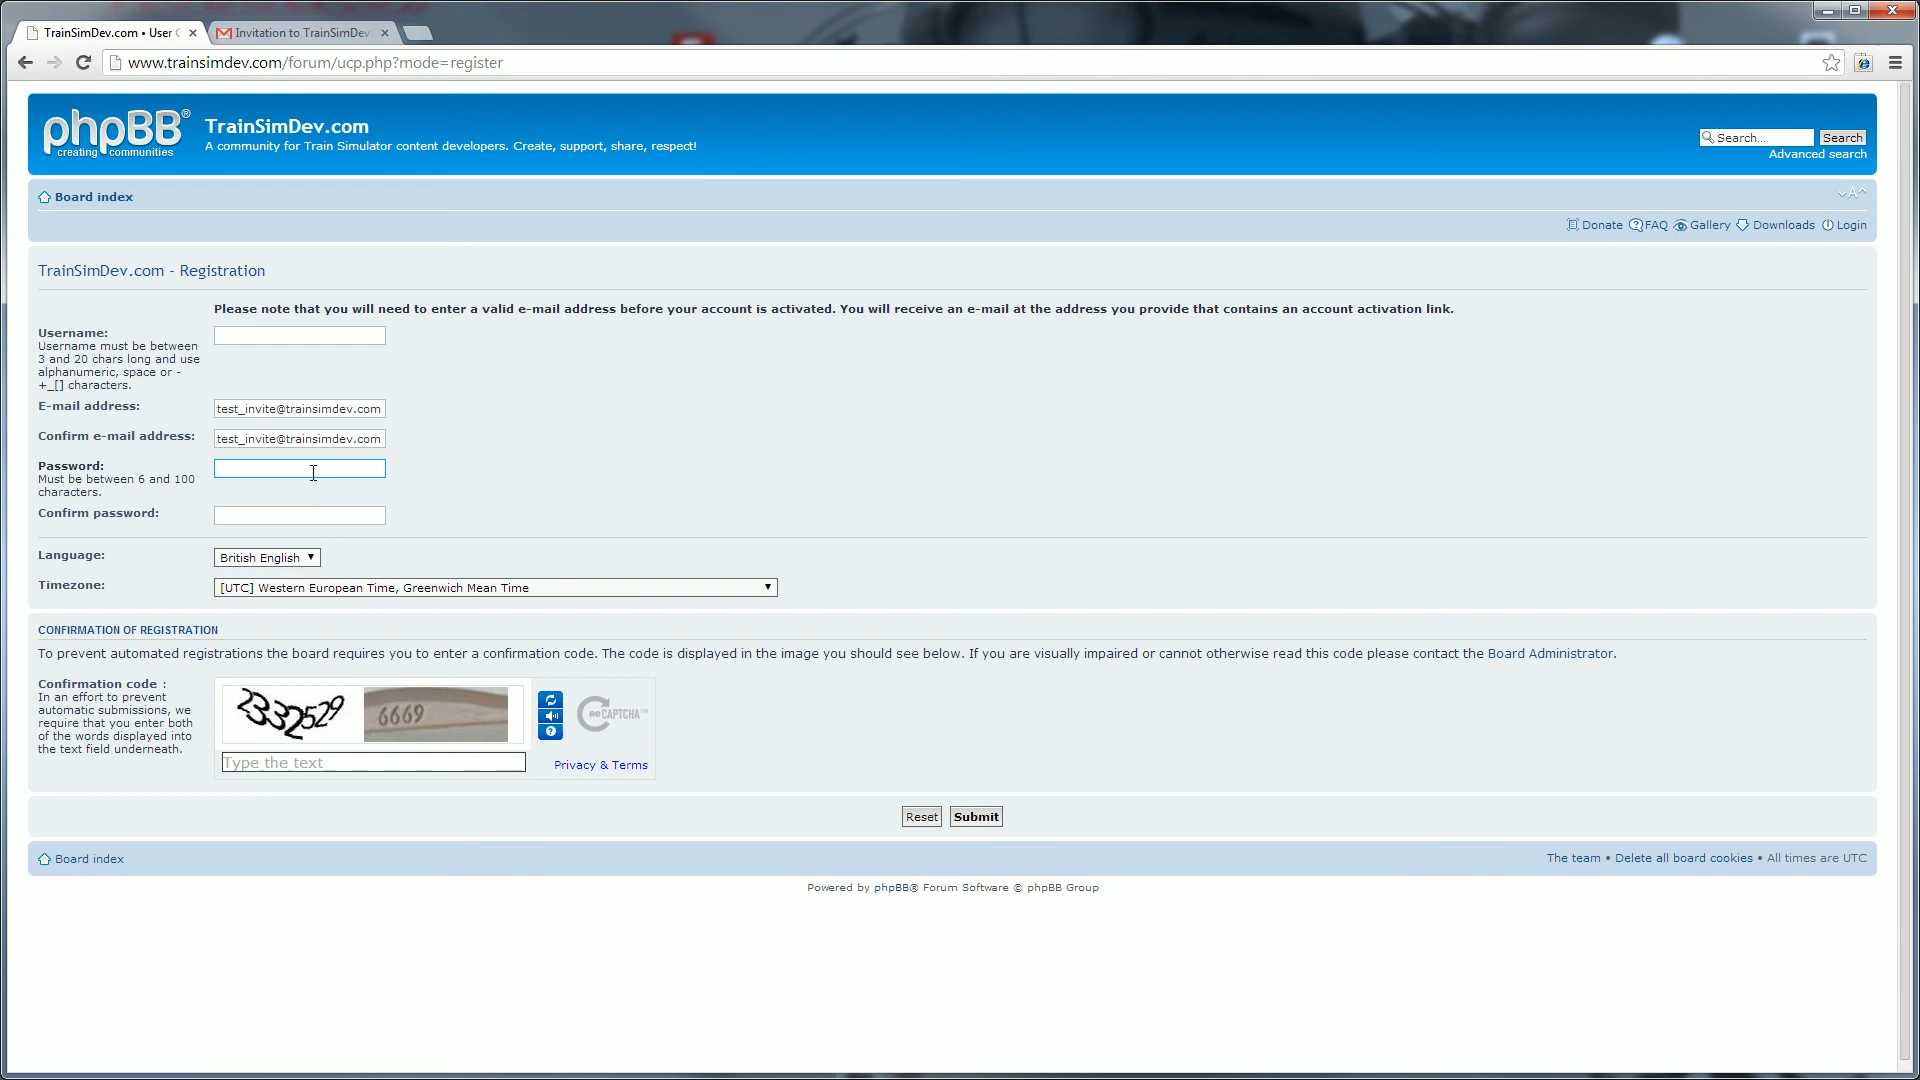 TrainSimDev.com • User C
Invitation to TrainSimDev.
www.trainsimdev.com/forum/ucp.php?mode=register
phpBB®
creating communities
TrainSimDev.com
A community for Train Simulator content developers. Create, support, share, respect!
Search...
Search
Advanced search
Board index
A
Donate FAQ Gallery Downloads Login
TrainSimDev.com - Registration
Please note that you will need to enter a valid e-mail address before your account is activated. You will receive an e-mail at the address you provide that contains an account activation link.
Username:
Username must be between
3 and 20 chars long and use
alphanumeric, space or -
+_[] characters.
E-mail address:
test_invite@trainsimdev.com
Confirm e-mail address:
test_invite@trainsimdev.com
Password:
Must be between 6 and 100
characters.
Confirm password:
Language:
British English
Timezone:
[UTC] Western European Time, Greenwich Mean Time
CONFIRMATION OF REGISTRATION
To prevent automated registrations the board requires you to enter a confirmation code. The code is displayed in the image you should see below. If you are visually impaired or cannot otherwise read this code please contact the Board Administrator.
Confirmation code :
In an effort to prevent
automatic submissions, we
require that you enter both
of the words displayed into
the text field underneath.
2332529 6669
reCAPTCHA™
Type the text
Privacy & Terms
Reset Submit
Board index
The team • Delete all board cookies • All times are UTC
Powered by phpBB® Forum Software © phpBB Group